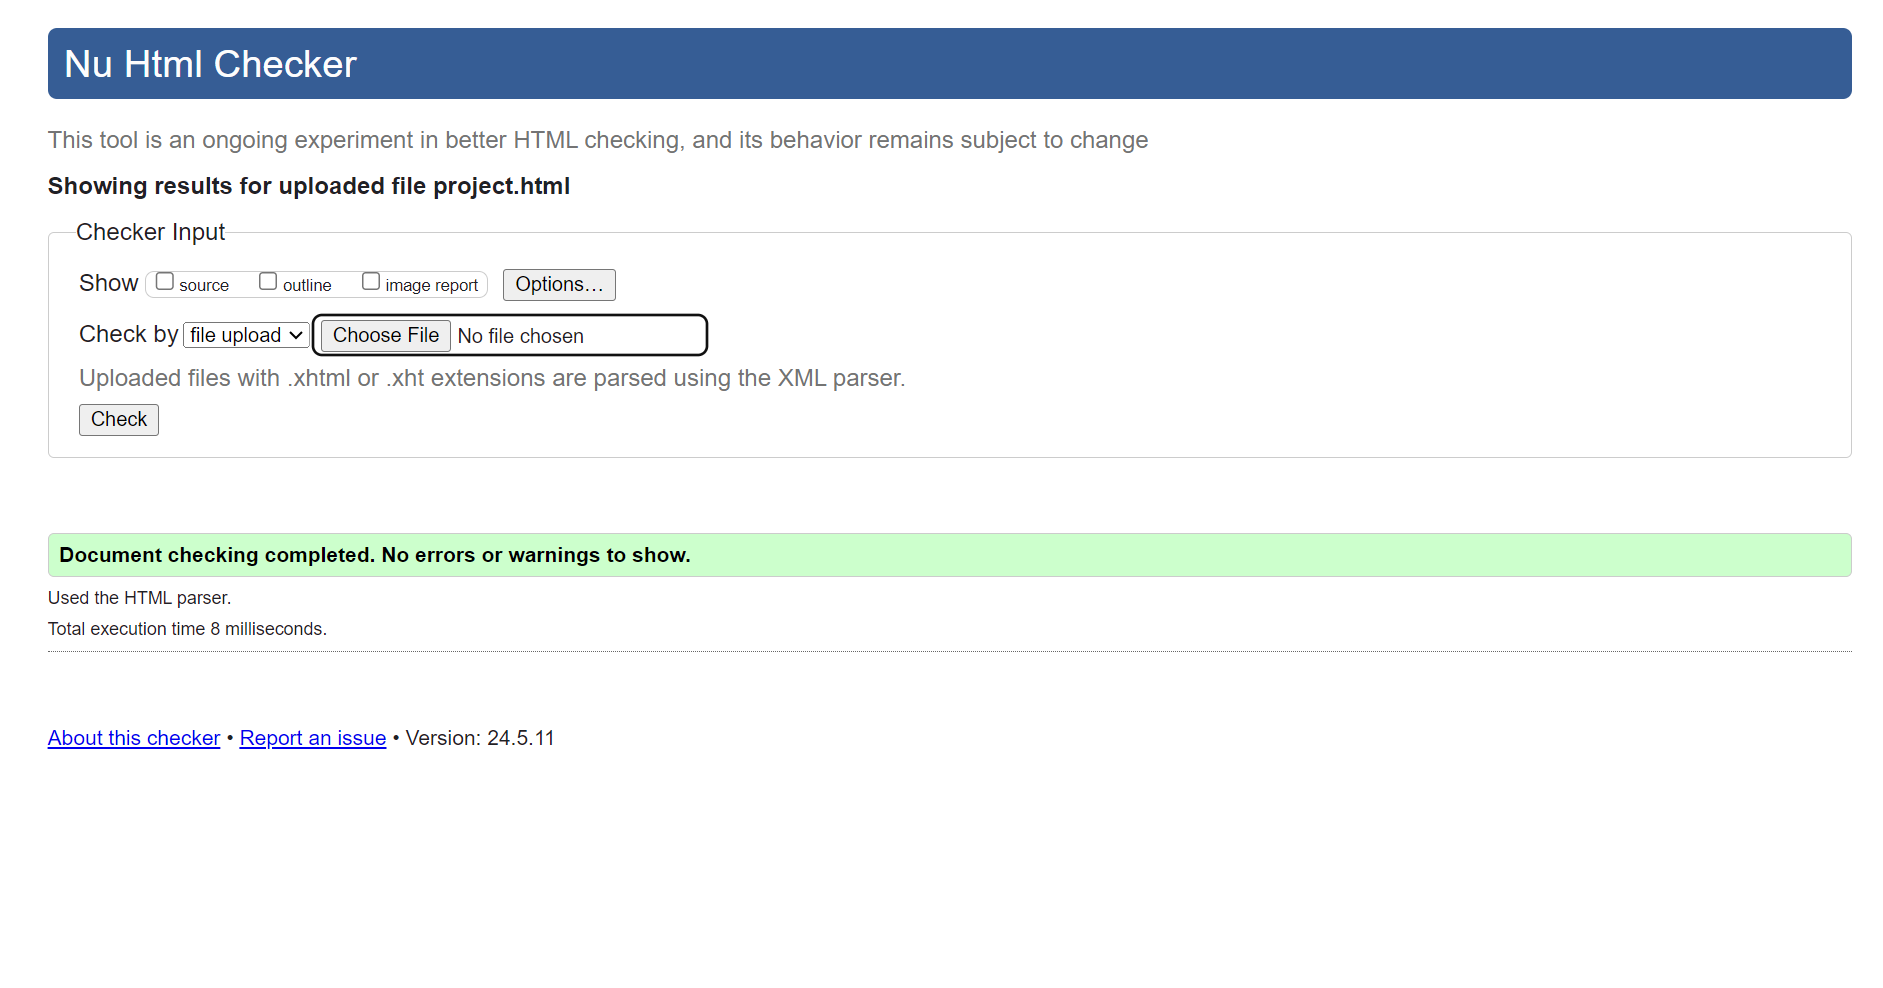 Nu Html Checker
This tool is an ongoing experiment in better HTML checking, and its behavior remains subject to change
Showing results for uploaded file project.html
Checker Input
Show source outline image report Options…
Check by file upload Choose File No file chosen
Uploaded files with .xhtml or .xht extensions are parsed using the XML parser.
Check
Document checking completed. No errors or warnings to show.
Used the HTML parser.
Total execution time 8 milliseconds.
About this checker • Report an issue • Version: 24.5.11